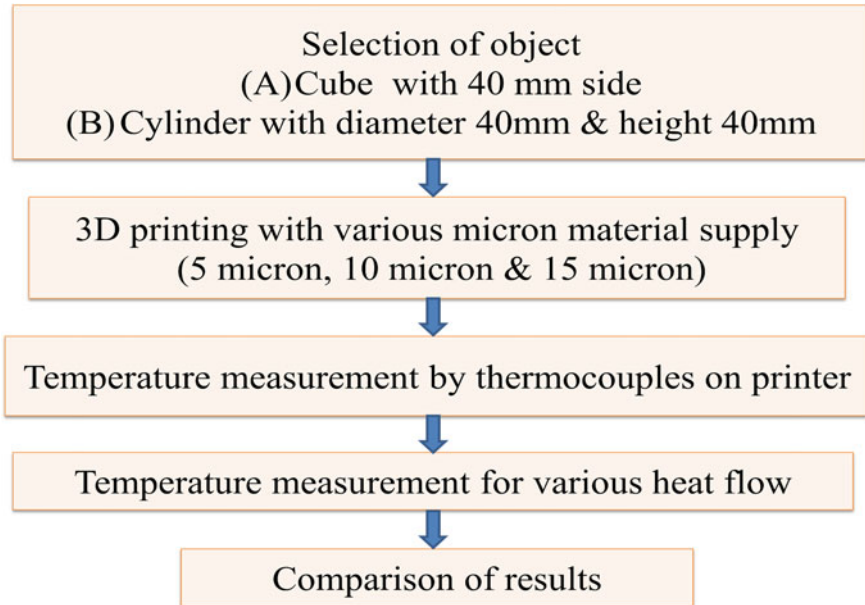 Selection of object
(A)Cube with 40 mm side
(B)Cylinder with diameter 40mm & height 40mm
3D printing with various micron material supply
(5 micron, 10 micron & 15 micron)
Temperature measurement by thermocouples on printer
Temperature measurement for various heat flow
Comparison of results